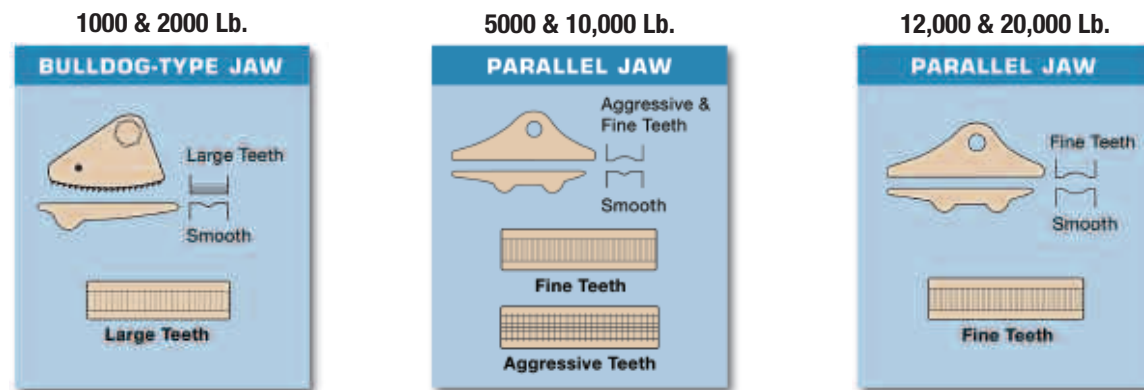 1000 & 2000 Lb.
BULLDOG-TYPE JAW
Large Teeth
Smooth
Large Teeth
5000 & 10,000 Lb.
PARALLEL JAW
Aggressive &
Fine Teeth
Smooth
Fine Teeth
Aggressive Teeth
12,000 & 20,000 Lb.
PARALLEL JAW
Fine Teeth
Smooth
Fine Teeth